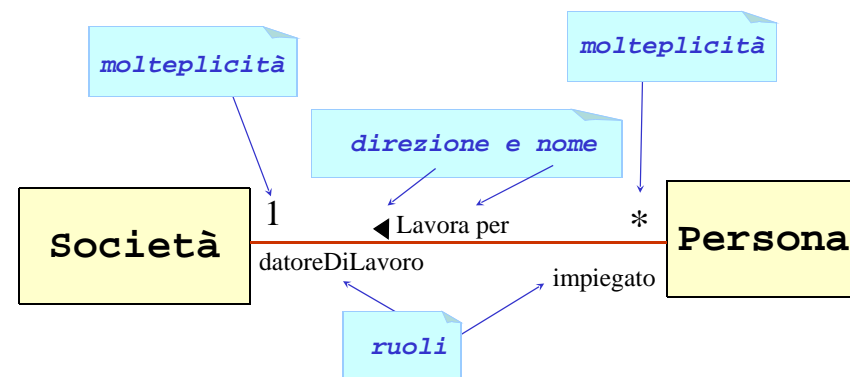 molteplicità
molteplicità
direzione e nome
1
Lavora per
*
Società
Persona
datoreDiLavoro
impiegato
ruoli